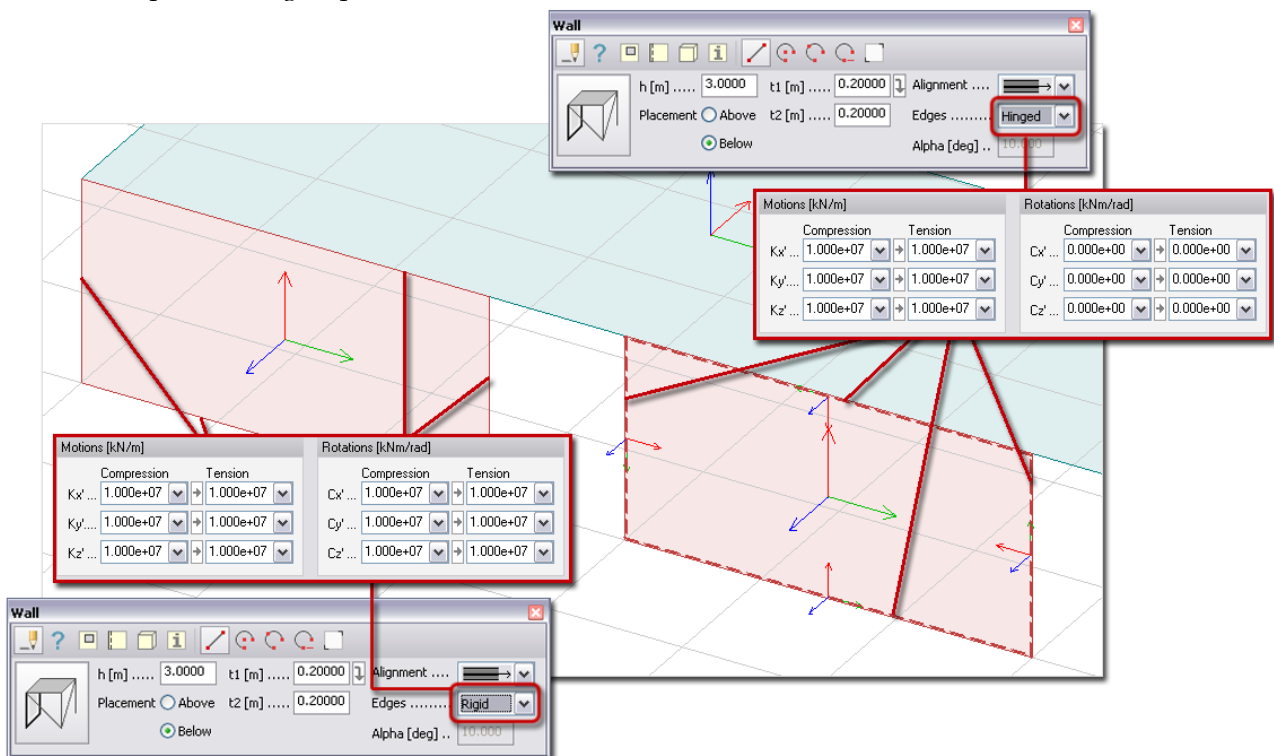 Wall
h [m] ..... 3.0000 t1 [m] ..... 0.20000 Alignment ....
Placement Above t2 [m] ..... 0.20000 Edges ......... Hinged
Below Alpha [deg] .. 10.000
Motions [kN/m] Rotations [kNm/rad]
Compression Tension Compression Tension
Kx' ... 1.000e+07 1.000e+07 Cx' ... 0.000e+00 0.000e+00
Ky'.... 1.000e+07 1.000e+07 Cy' ... 0.000e+00 0.000e+00
Kz' ... 1.000e+07 1.000e+07 Cz' ... 0.000e+00 0.000e+00
Motions [kN/m] Rotations [kNm/rad]
Compression Tension Compression Tension
Kx' ... 1.000e+07 1.000e+07 Cx' ... 1.000e+07 1.000e+07
Ky'.... 1.000e+07 1.000e+07 Cy' ... 1.000e+07 1.000e+07
Kz' ... 1.000e+07 1.000e+07 Cz' ... 1.000e+07 1.000e+07
Wall
h [m] ..... 3.0000 t1 [m] ..... 0.20000 Alignment ....
Placement Above t2 [m] ..... 0.20000 Edges ......... Rigid
Below Alpha [deg] .. 10.000